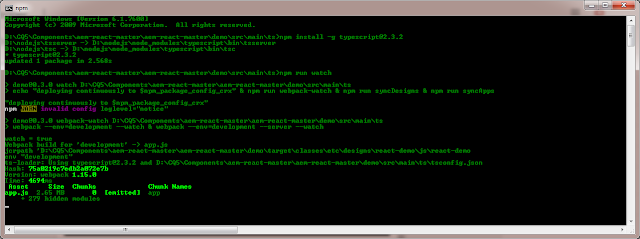 npm
Microsoft Windows [Version 6.1.7600]
Copyright (c) 2009 Microsoft Corporation. All rights reserved.
D:\CQ5\Components\aem-react-master\aem-react-master\demo\src\main\ts>npm install -g typescript@2.3.2
D:\nodejs\tsserver -> D:\nodejs\node_modules\typescript\bin\tsserver
D:\nodejs\tsc -> D:\nodejs\node_modules\typescript\bin\tsc
+ typescript@2.3.2
updated 1 package in 2.568s
D:\CQ5\Components\aem-react-master\aem-react-master\demo\src\main\ts>npm run watch
> demo@0.3.0 watch D:\CQ5\Components\aem-react-master\aem-react-master\demo\src\main\ts
> echo "deploying continuously to $npm_package_config_crx" & npm run webpack-watch & npm run syncDesigns & npm run syncApps
"deploying continuously to $npm_package_config_crx"
npm WARN invalid config loglevel="notice"
> demo@0.3.0 webpack-watch D:\CQ5\Components\aem-react-master\aem-react-master\demo\src\main\ts
> webpack --env=development --watch & webpack --env=development --server --watch
watch = true
Webpack build for 'development' -> app.js
jcrpath "D:\CQ5\Components\aem-react-master\aem-react-master\demo\target\classes\etc\designs\react-demo\js\react-demo
env "development"
ts-loader: Using typescript@2.3.2 and D:\CQ5\Components\aem-react-master\aem-react-master\demo\src\main\ts\tsconfig.json
Hash: 75a0219c7edb2a072e7b
Version: webpack 1.15.0
Time: 4694ms
Asset Size Chunks Chunk Names
app.js 2.65 MB 0 [emitted] app
+ 279 hidden modules